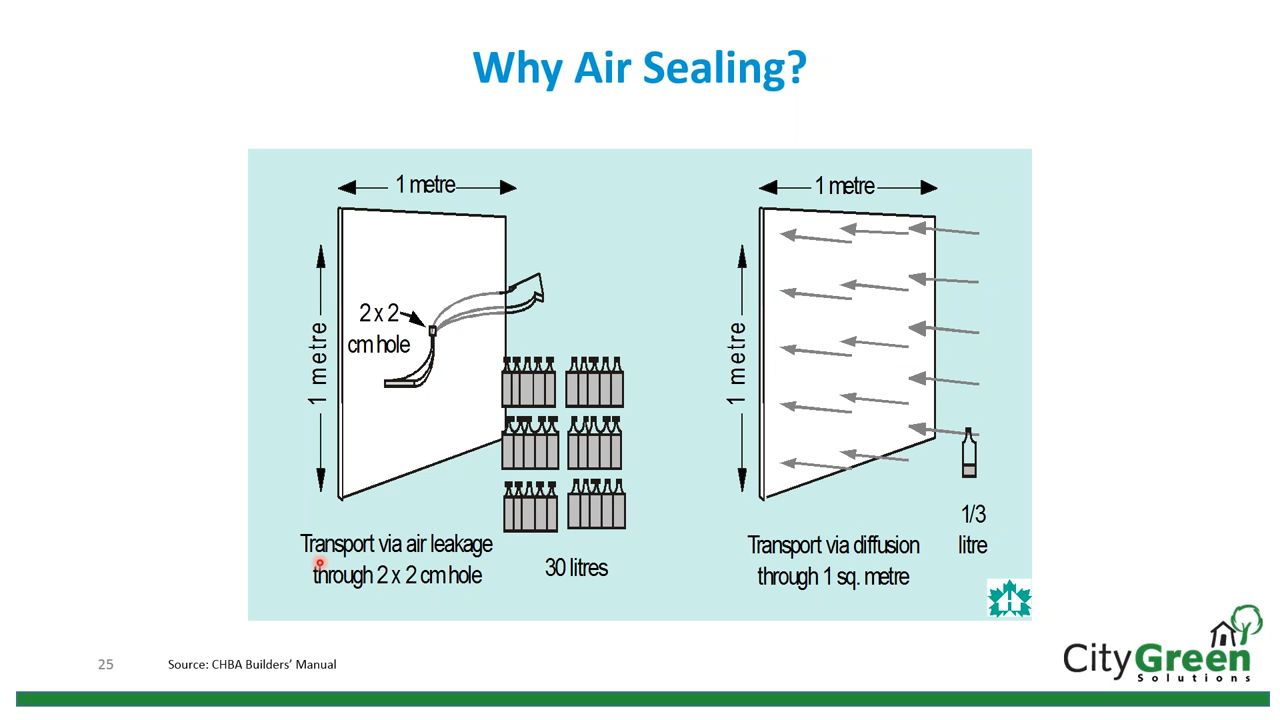 Why Air Sealing?
1 metre
1 metre
2 x 2
cm hole
1 metre
1 metre
Transport via air leakage
through 2 x 2 cm hole
30 litres
Transport via diffusion
through 1 sq. metre
1/3
litre
H
25
Source: CHBA Builders’ Manual
CityGreen
Solutions